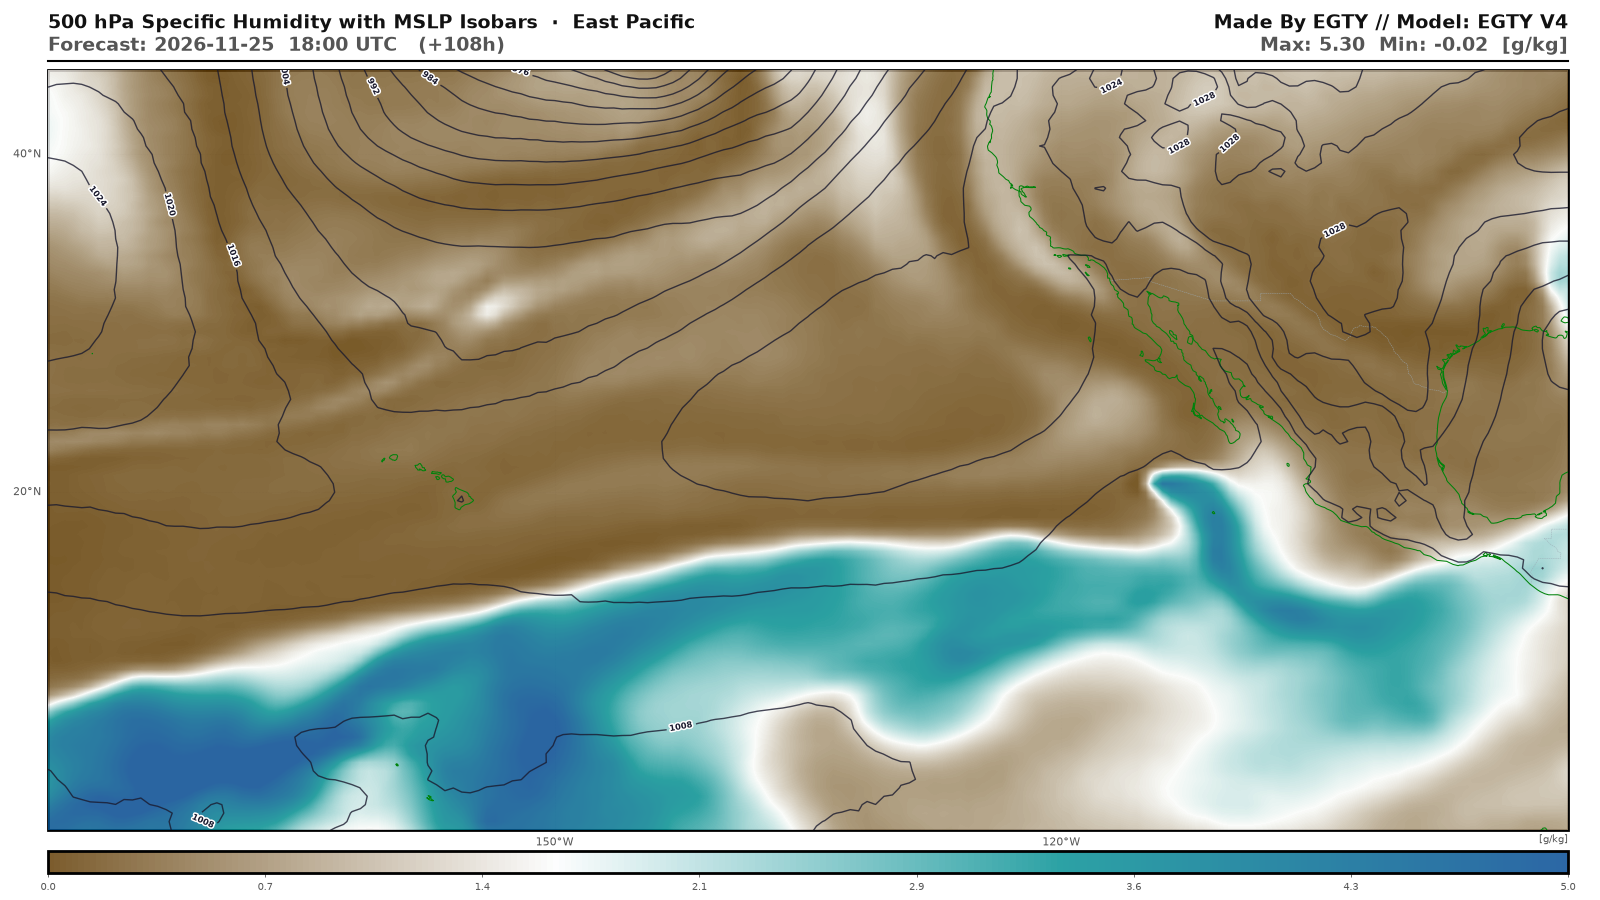 500 hPa Specific Humidity with MSLP Isobars · East Pacific
Made By EGTY // Model: EGTY V4
Forecast: 2026-11-25 18:00 UTC (+108h)
Max: 5.30 Min: -0.02 [g/kg]
992
984
1024
1028
1028
1028
40°N
1024
1020
1028
1016
20°N
1008
1008
150°W
120°W
[g/kg]
0.0
0.7
1.4
2.1
2.9
3.6
4.3
5.0